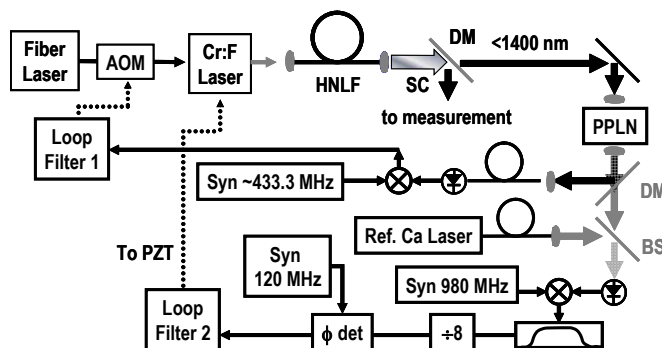 Fiber
Laser
AOM
Cr:F
Laser
HNLF
SC
DM
<1400 nm
to measurement
PPLN
Loop
Filter 1
Syn ~433.3 MHz
DM
Ref. Ca Laser
BS
To PZT
Syn
120 MHz
Syn 980 MHz
Loop
Filter 2
ϕ det
÷8